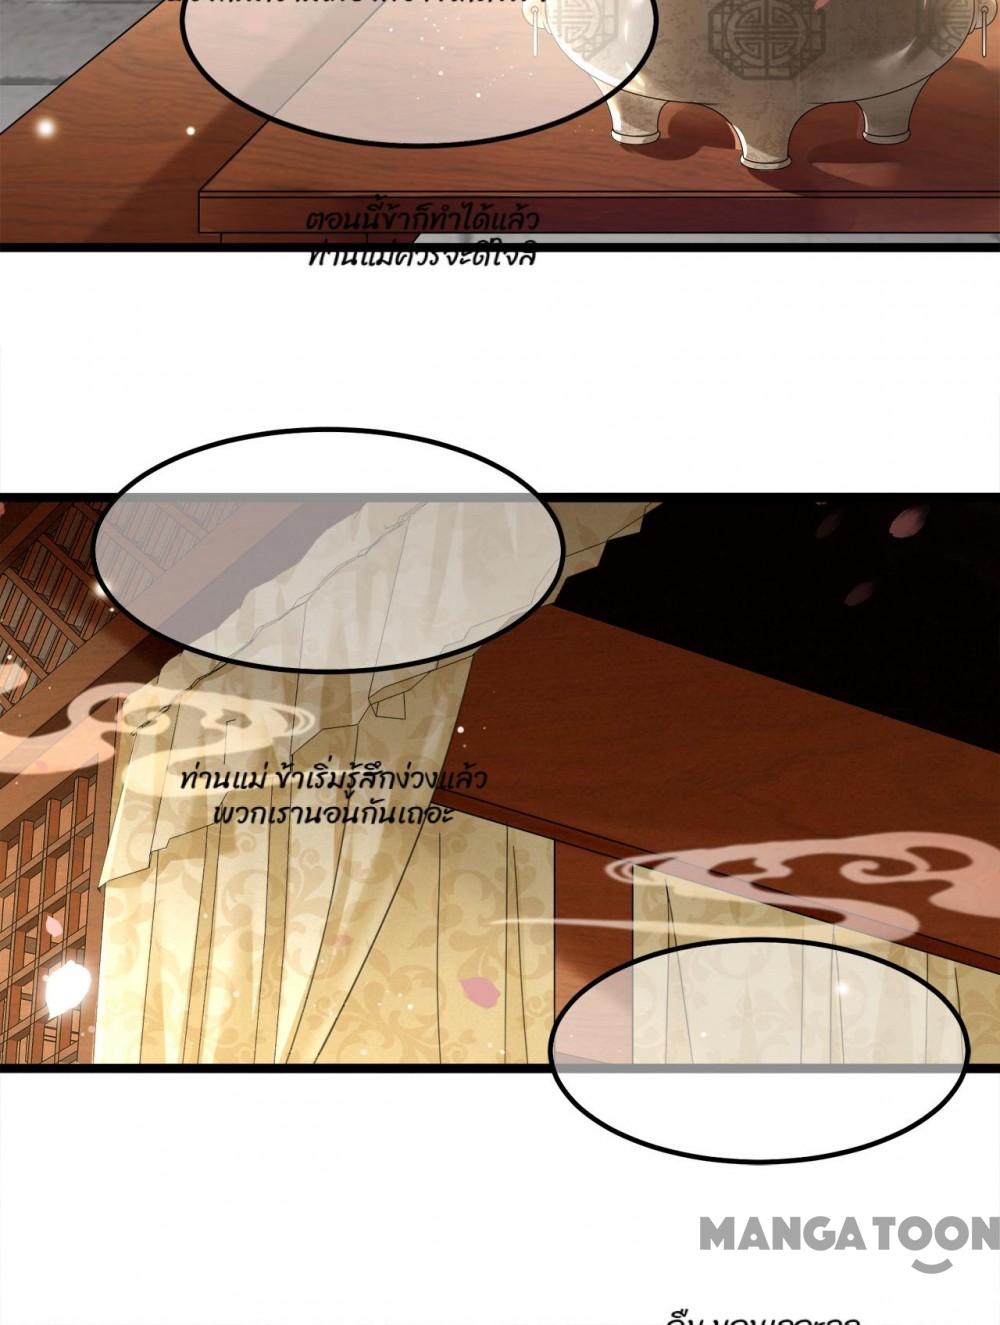 ตอนนี้ข้าก็ทำได้แล้ว
ท่านแม่ควรจะดีใจสิ
ท่านแม่ ข้าเริ่มรู้สึกง่วงแล้ว
พวกเรานอนกันเถอะ
MANGATOON